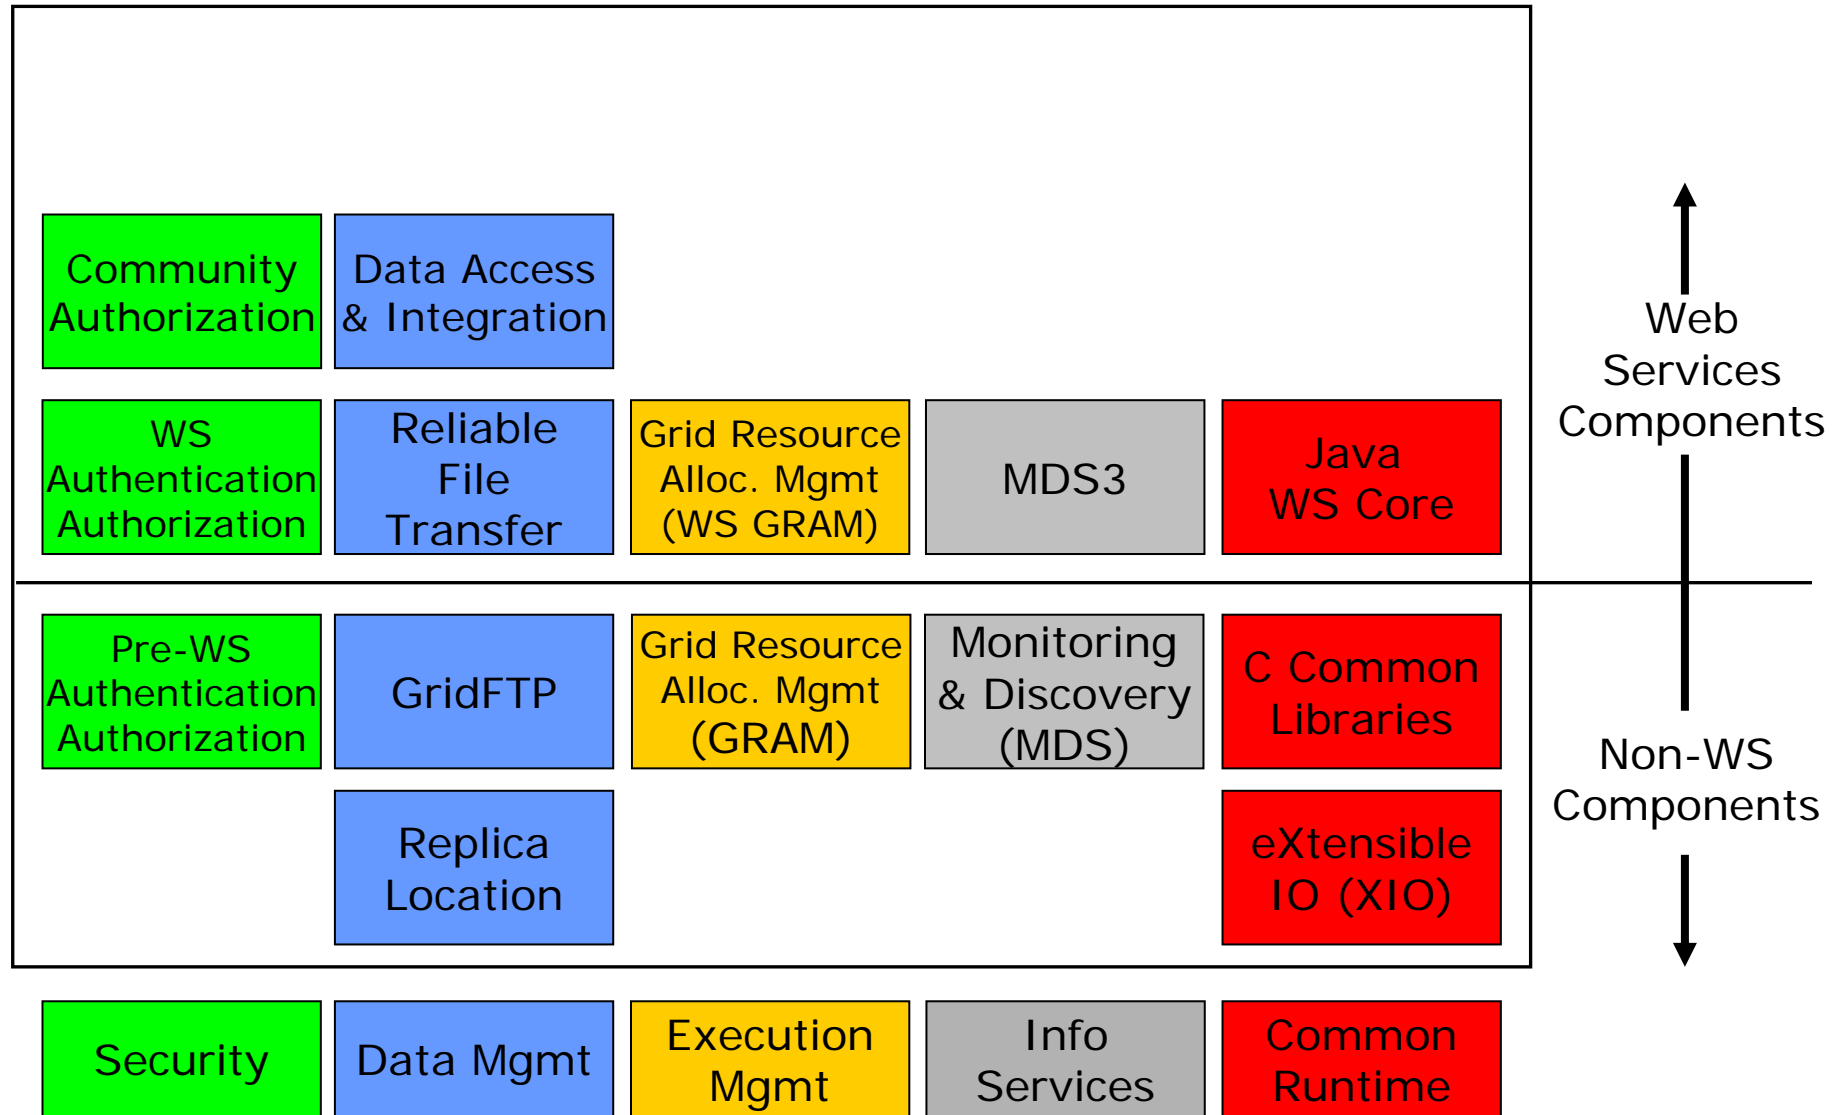 Community
Authorization
Data Access
& Integration
Web
Services
Components
WS
Authentication
Authorization
Reliable
File
Transfer
Grid Resource
Alloc. Mgmt
(WS GRAM)
MDS3
Java
WS Core
Pre-WS
Authentication
Authorization
GridFTP
Grid Resource
Alloc. Mgmt
(GRAM)
Monitoring
& Discovery
(MDS)
C Common
Libraries
Non-WS
Components
Replica
Location
eXtensible
IO (XIO)
Security
Data Mgmt
Execution
Mgmt
Info
Services
Common
Runtime